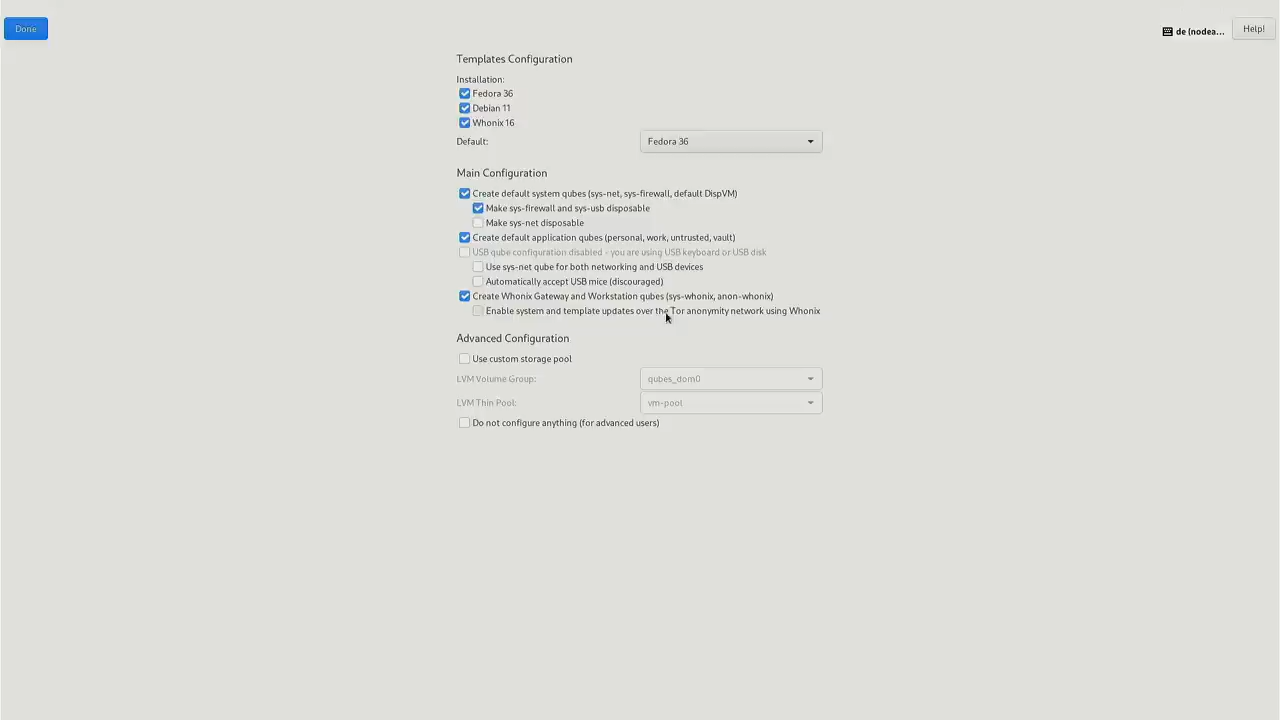 Done
de (nodea...
Help!
Templates Configuration
Installation:
Fedora 36
Debian 11
Whonix 16
Default:
Fedora 36
Main Configuration
Create default system qubes (sys-net, sys-firewall, default DispVM)
Make sys-firewall and sys-usb disposable
Make sys-net disposable
Create default application qubes (personal, work, untrusted, vault)
USB qube configuration disabled - you are using USB keyboard or USB disk
Use sys-net qube for both networking and USB devices
Automatically accept USB mice (discouraged)
Create Whonix Gateway and Workstation qubes (sys-whonix, anon-whonix)
Enable system and template updates over the Tor anonymity network using Whonix
Advanced Configuration
Use custom storage pool
LVM Volume Group:
qubes_dom0
LVM Thin Pool:
vm-pool
Do not configure anything (for advanced users)